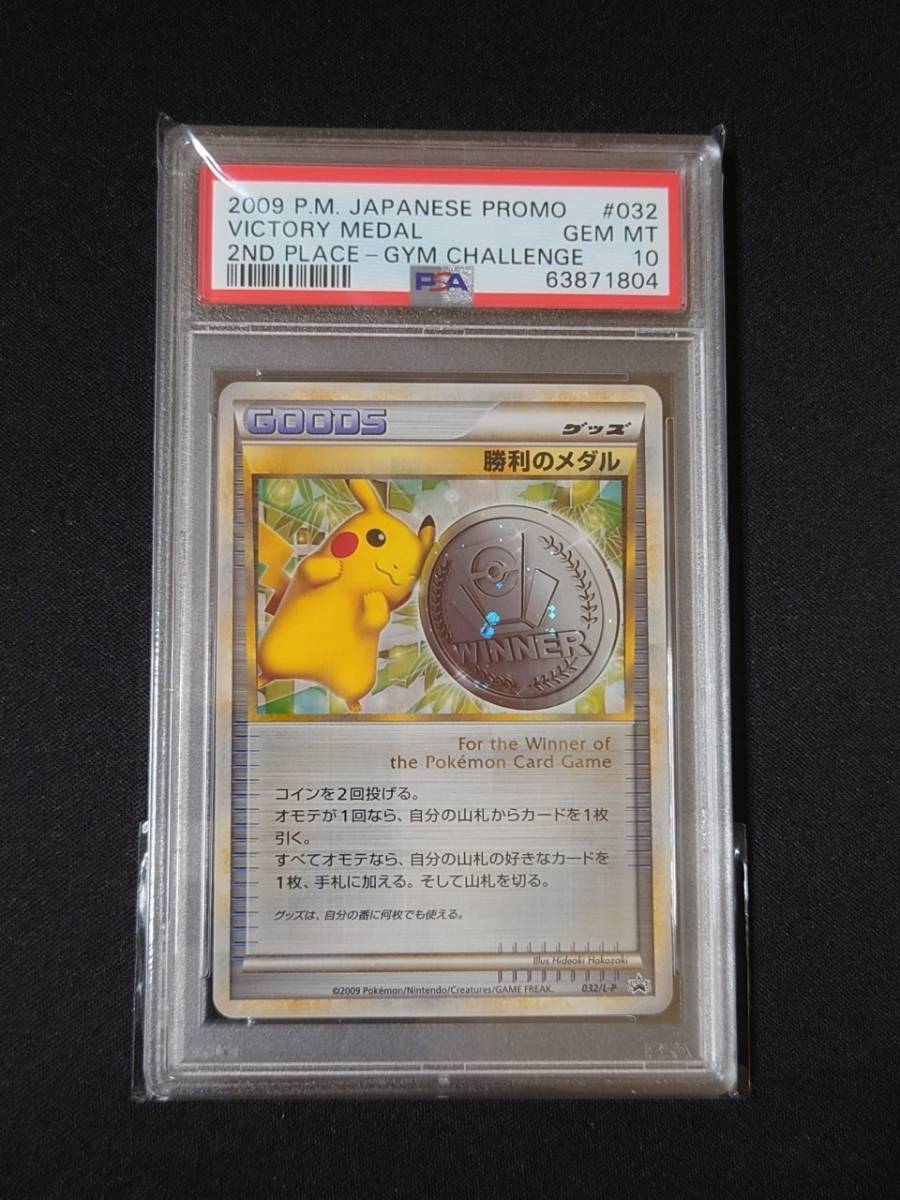 2009 P.M. JAPANESE PROMO #032
VICTORY MEDAL GEM MT
2ND PLACE - GYM CHALLENGE 10
PSA 63871804
GOODS グッズ
勝利のメダル
WINNER
For the Winner of
the Pokémon Card Game
コインを2回投げる。
オモテが1回なら、自分の山札からカードを1枚
引く。
すべてオモテなら、自分の山札の好きなカードを
1枚、手札に加える。そして山札を切る。
グッズは、自分の番に何枚でも使える。
Illus. Hideaki Hakozaki
©2009 Pokémon/Nintendo/Creatures/GAME FREAK. 032/L-P